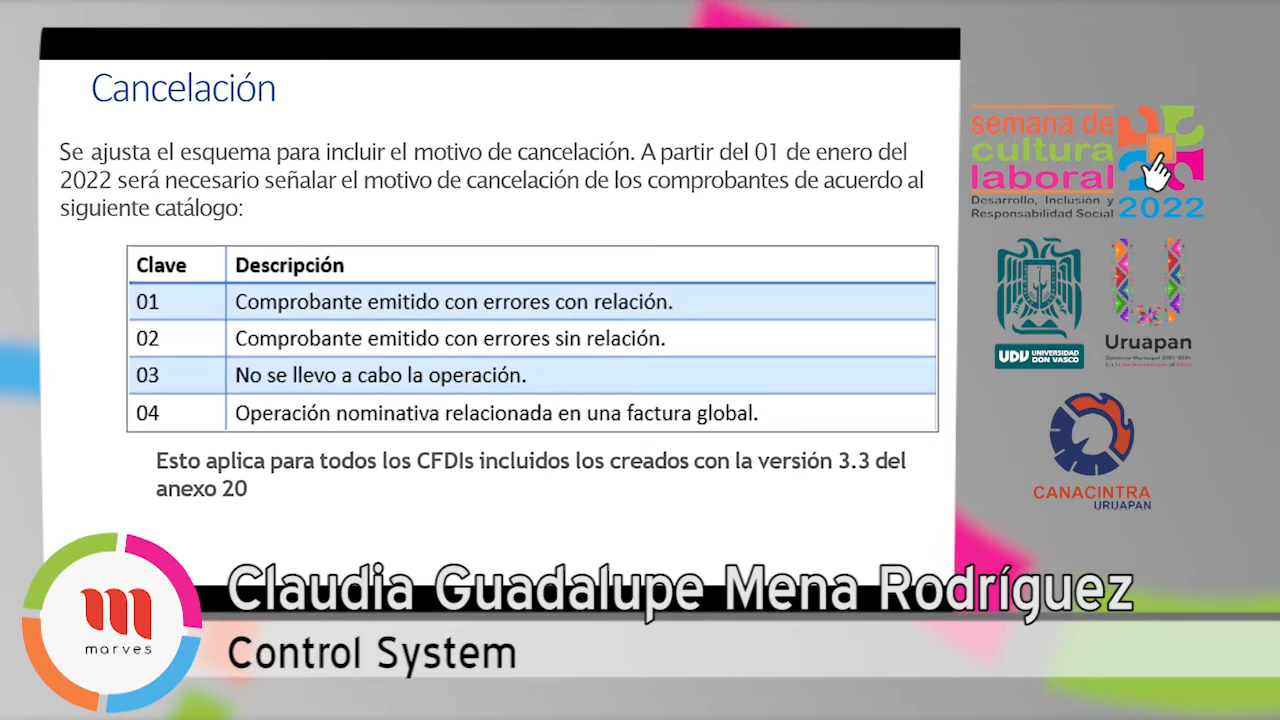 Cancelación
Se ajusta el esquema para incluir el motivo de cancelación. A partir del 01 de enero del
2022 será necesario señalar el motivo de cancelación de los comprobantes de acuerdo al
siguiente catálogo:
Clave Descripción
01 Comprobante emitido con errores con relación.
02 Comprobante emitido con errores sin relación.
03 No se llevo a cabo la operación.
04 Operación nominativa relacionada en una factura global.
Esto aplica para todos los CFDIs incluidos los creados con la versión 3.3 del
anexo 20
semana de
cultura
laboral
Desarrollo, Inclusión y
Responsabilidad Social
2022
UDV UNIVERSIDAD
DON VASCO
Uruapan
CANACINTRA
URUAPAN
marves
Claudia Guadalupe Mena Rodríguez
Control System